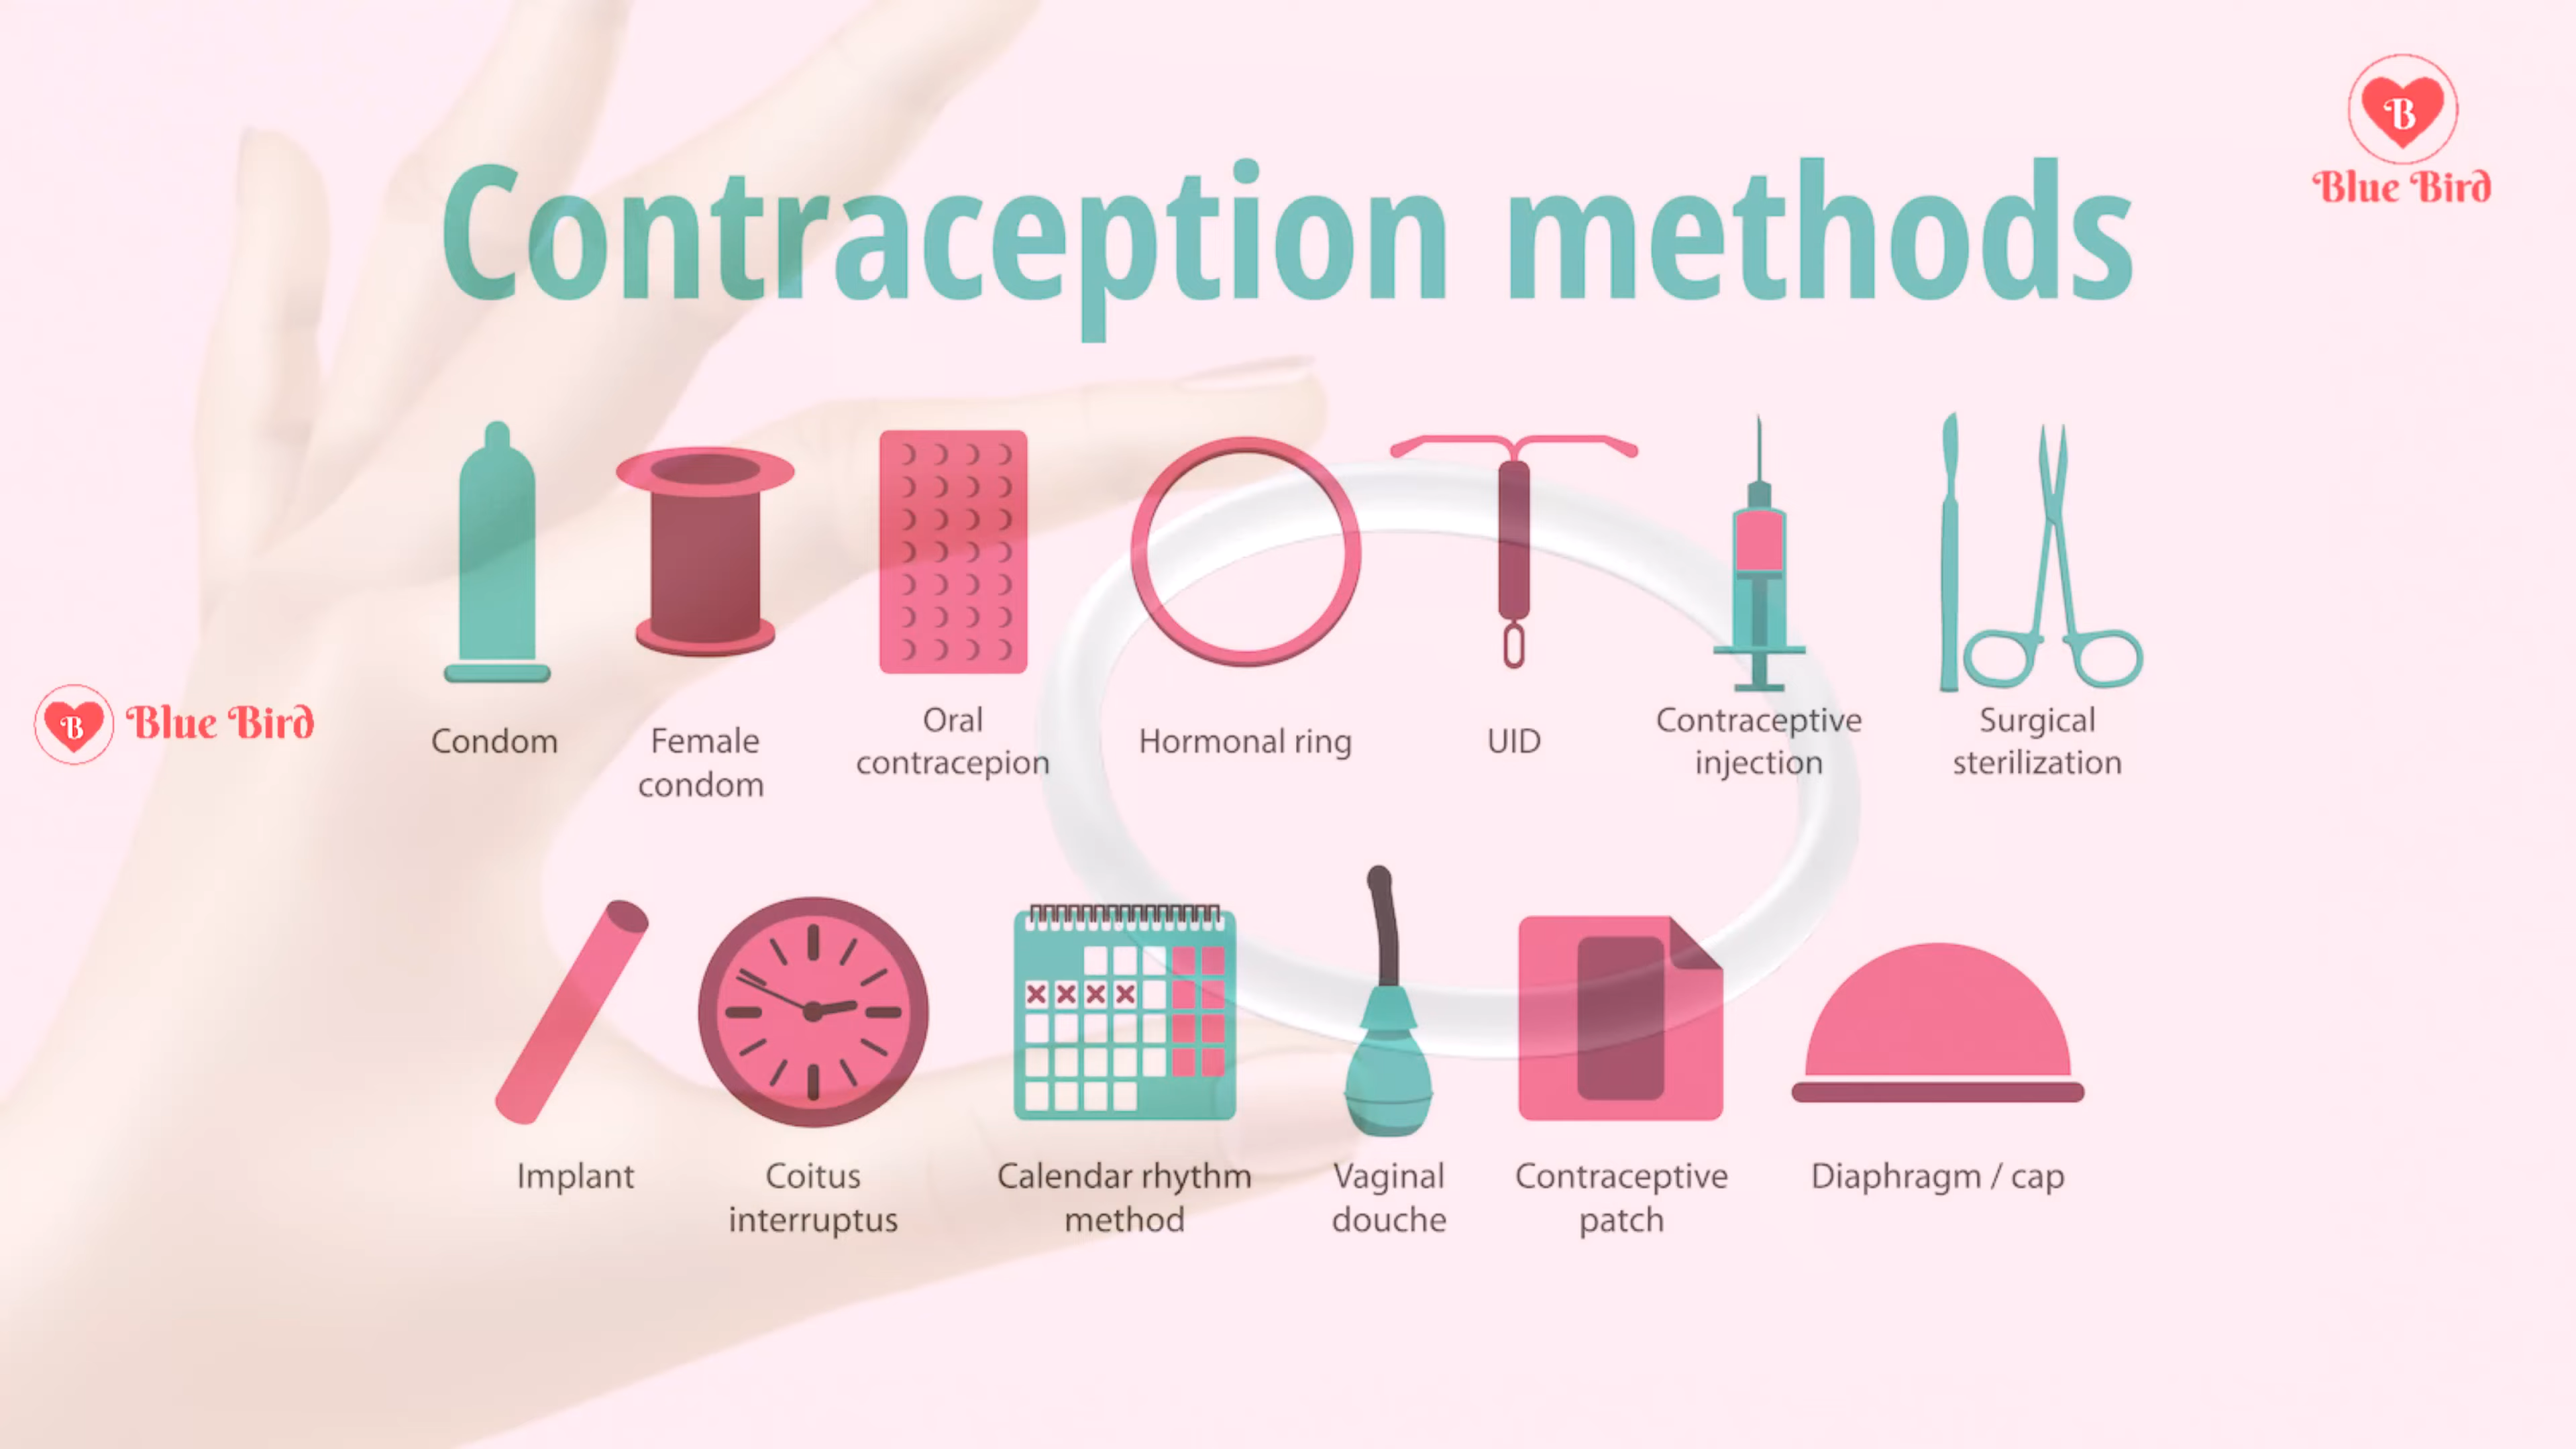 B
Blue Bird
Contraception methods
B Blue Bird
Condom
Female
condom
Oral
contracepion
Hormonal ring
UID
Contraceptive
injection
Surgical
sterilization
Implant
Coitus
interruptus
Calendar rhythm
method
Vaginal
douche
Contraceptive
patch
Diaphragm / cap